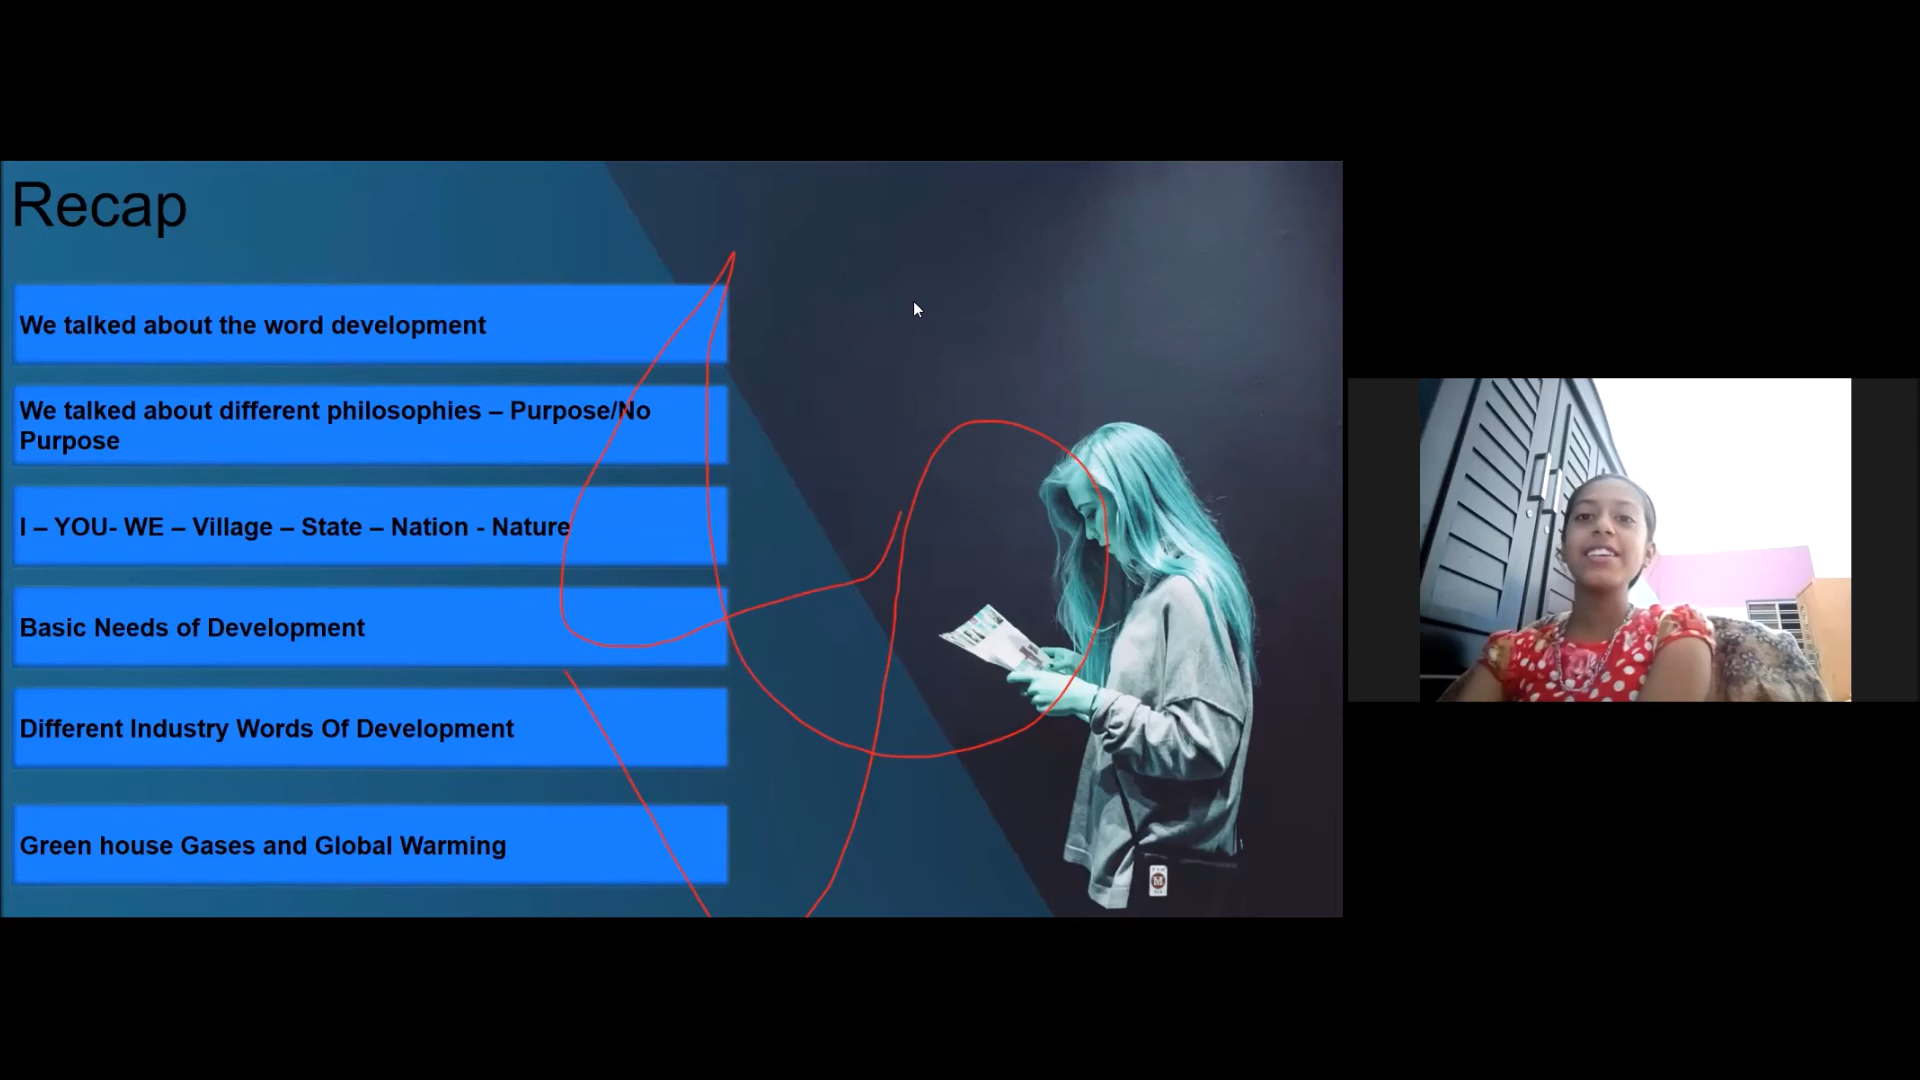 Recap
We talked about the word development
We talked about different philosophies – Purpose/No
Purpose
I – YOU- WE – Village – State – Nation - Nature
Basic Needs of Development
Different Industry Words Of Development
Green house Gases and Global Warming